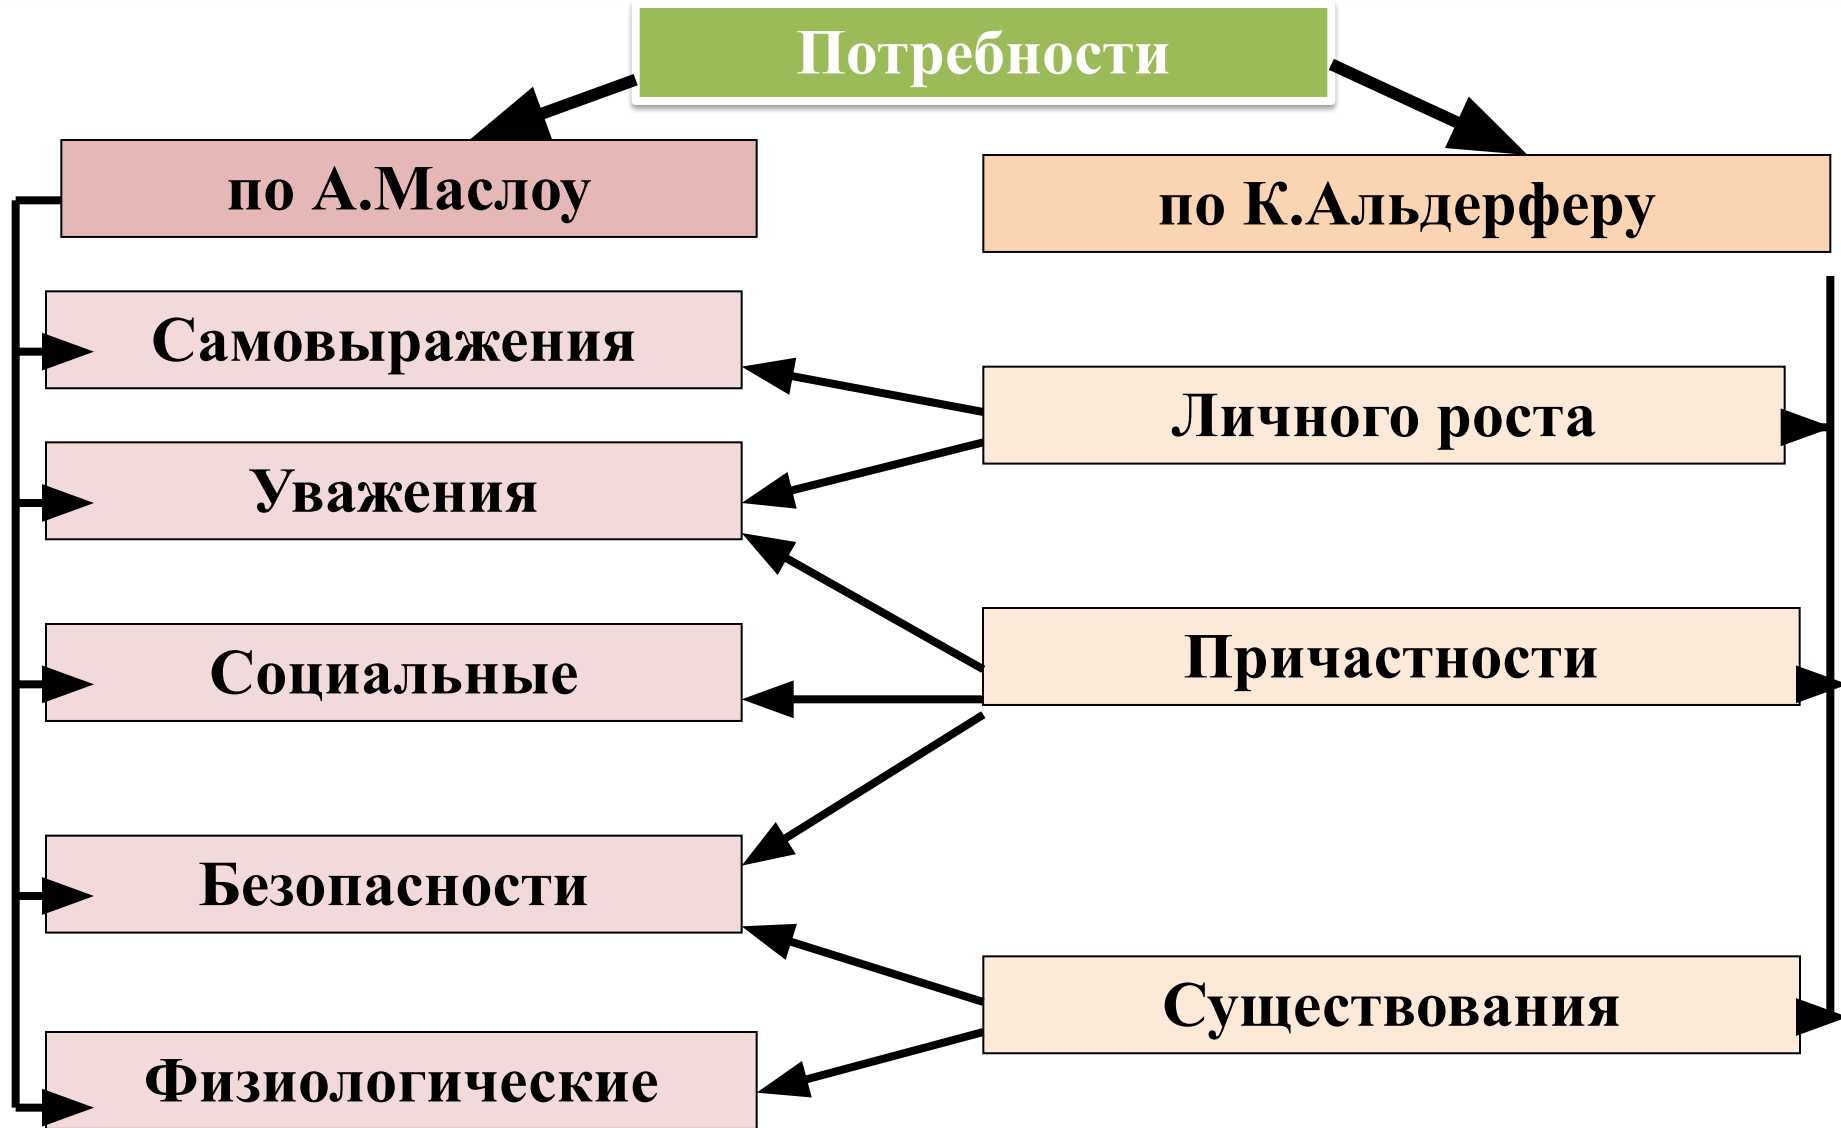 Потребности
по А.Маслоу
по К.Альдерферу
Самовыражения
Личного роста
Уважения
Причастности
Социальные
Безопасности
Существования
Физиологические